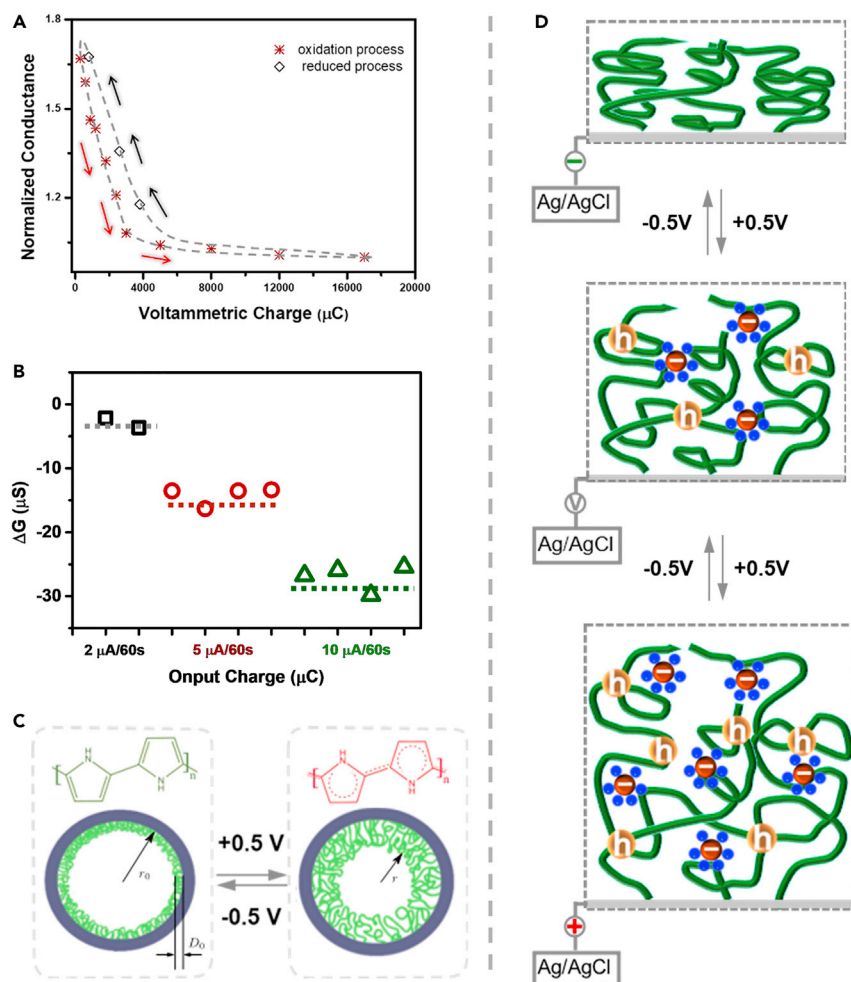 A
1.8
1.5
1.2
Normalized Conductance
oxidation process
reduced process
0 4000 8000 12000 16000 20000
Voltammetric Charge (μC)
B
0
-10
-20
-30
ΔG (μS)
2 μA/60s 5 μA/60s 10 μA/60s
Onput Charge (μC)
C
H
N
N
H
n
r0
D0
+0.5 V
-0.5 V
H
N
N
H
n
r
D
−
Ag/AgCl
-0.5V +0.5V
−
h
−
h
h
−
V
Ag/AgCl
-0.5V +0.5V
−
−
h
h
h
−
−
−
h
h
−
+
Ag/AgCl